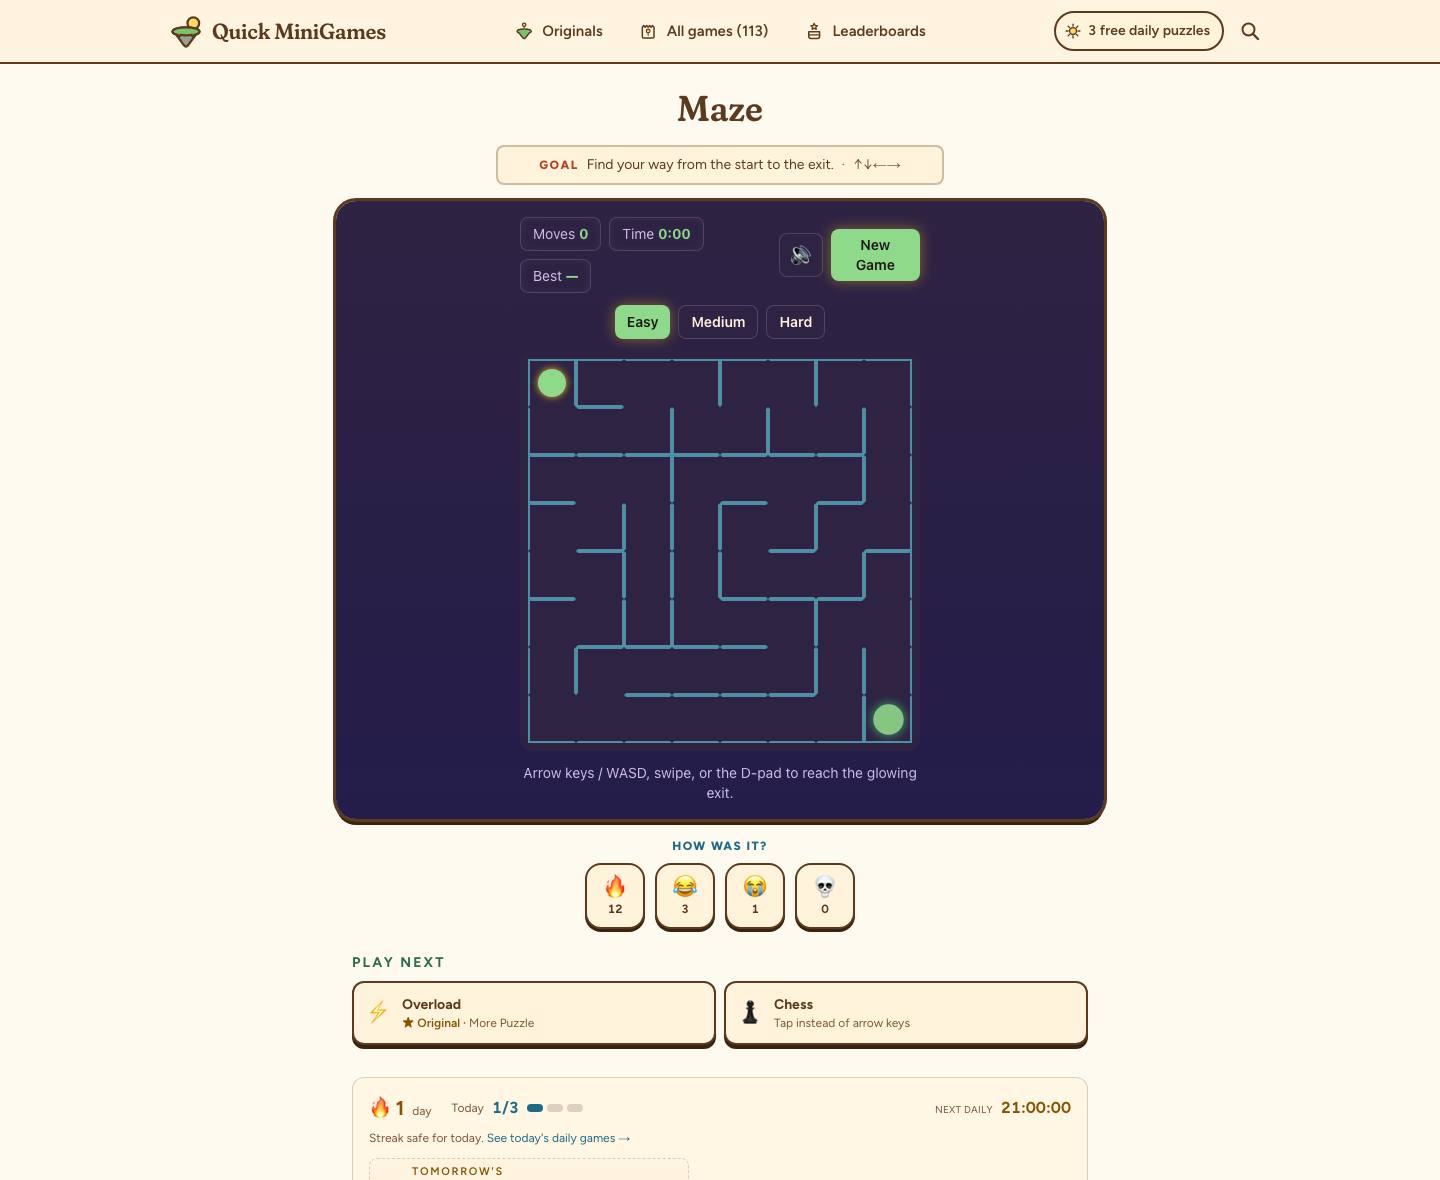 Quick MiniGames
Originals
All games (113)
Leaderboards
3 free daily puzzles
Maze
GOAL Find your way from the start to the exit. · ↑↓←→
Moves 0
Time 0:00
Best —
New
Game
Easy
Medium
Hard
Arrow keys / WASD, swipe, or the D-pad to reach the glowing
exit.
HOW WAS IT?
12
3
1
0
PLAY NEXT
Overload
Original · More Puzzle
Chess
Tap instead of arrow keys
1 day
Today 1/3
NEXT DAILY 21:00:00
Streak safe for today. See today's daily games →
TOMORROW'S